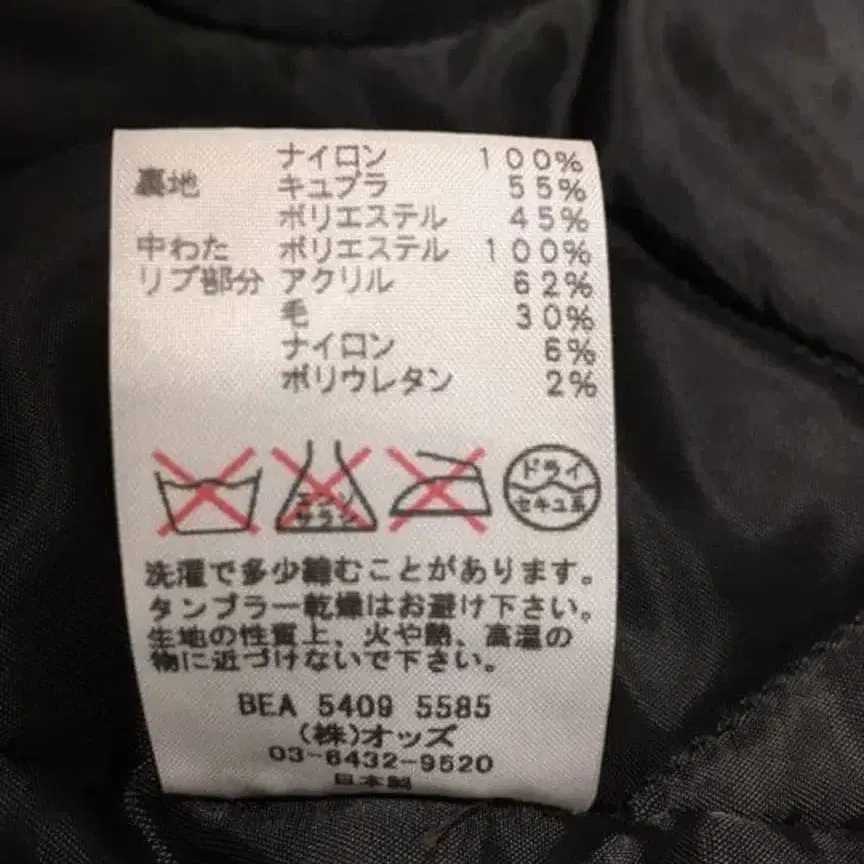 ナイロン 100%
裏地 キュプラ 55%
ポリエステル 45%
中わた ポリエステル 100%
リブ部分 アクリル 62%
毛 30%
ナイロン 6%
ポリウレタン 2%
エンソ サラシ ドライ
セキユ系
洗濯で多少縮むことがあります。
タンブラー乾燥はお避け下さい。
生地の性質上、火や熱、高温の
物に近づけないで下さい。
BEA 5409 5585
(株)オッズ
03-6432-9520
日本製